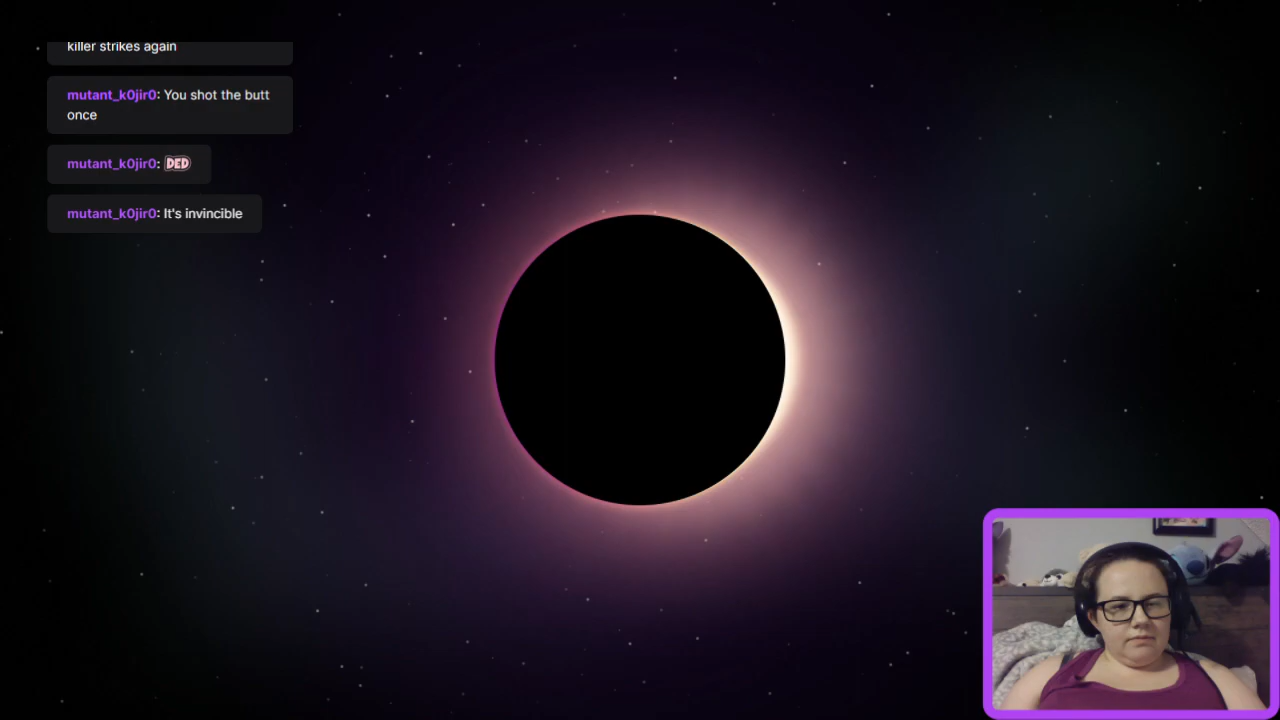 killer strikes again
mutant_k0jir0: You shot the butt
once
mutant_k0jir0: DED
mutant_k0jir0: It's invincible